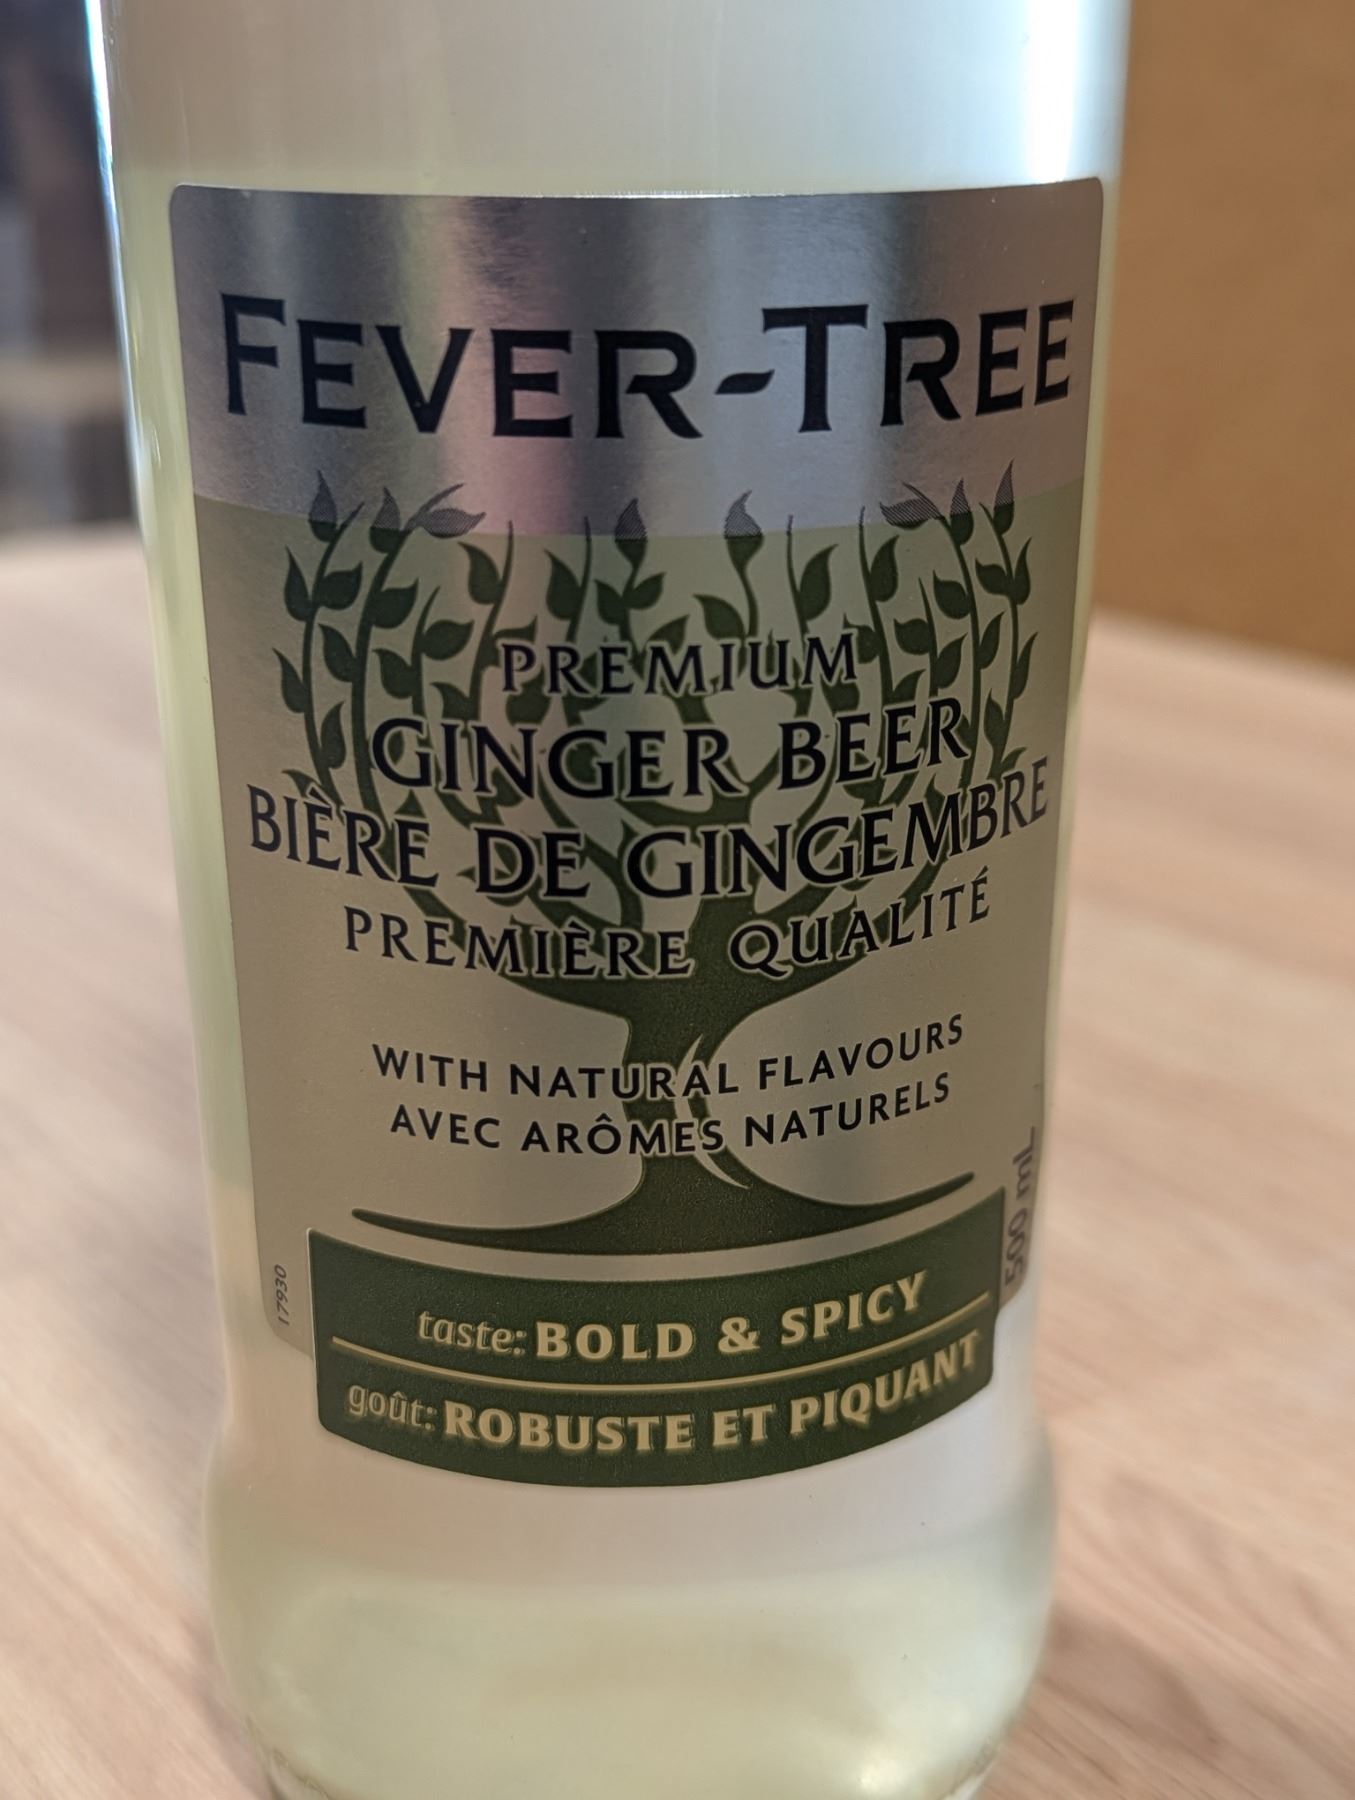 FEVER-TREE
PREMIUM
GINGER BEER
BIÈRE DE GINGEMBRE
PREMIÈRE QUALITÉ
WITH NATURAL FLAVOURS
AVEC ARÔMES NATURELS
500 mL
17930
taste: BOLD & SPICY
goût: ROBUSTE ET PIQUANT